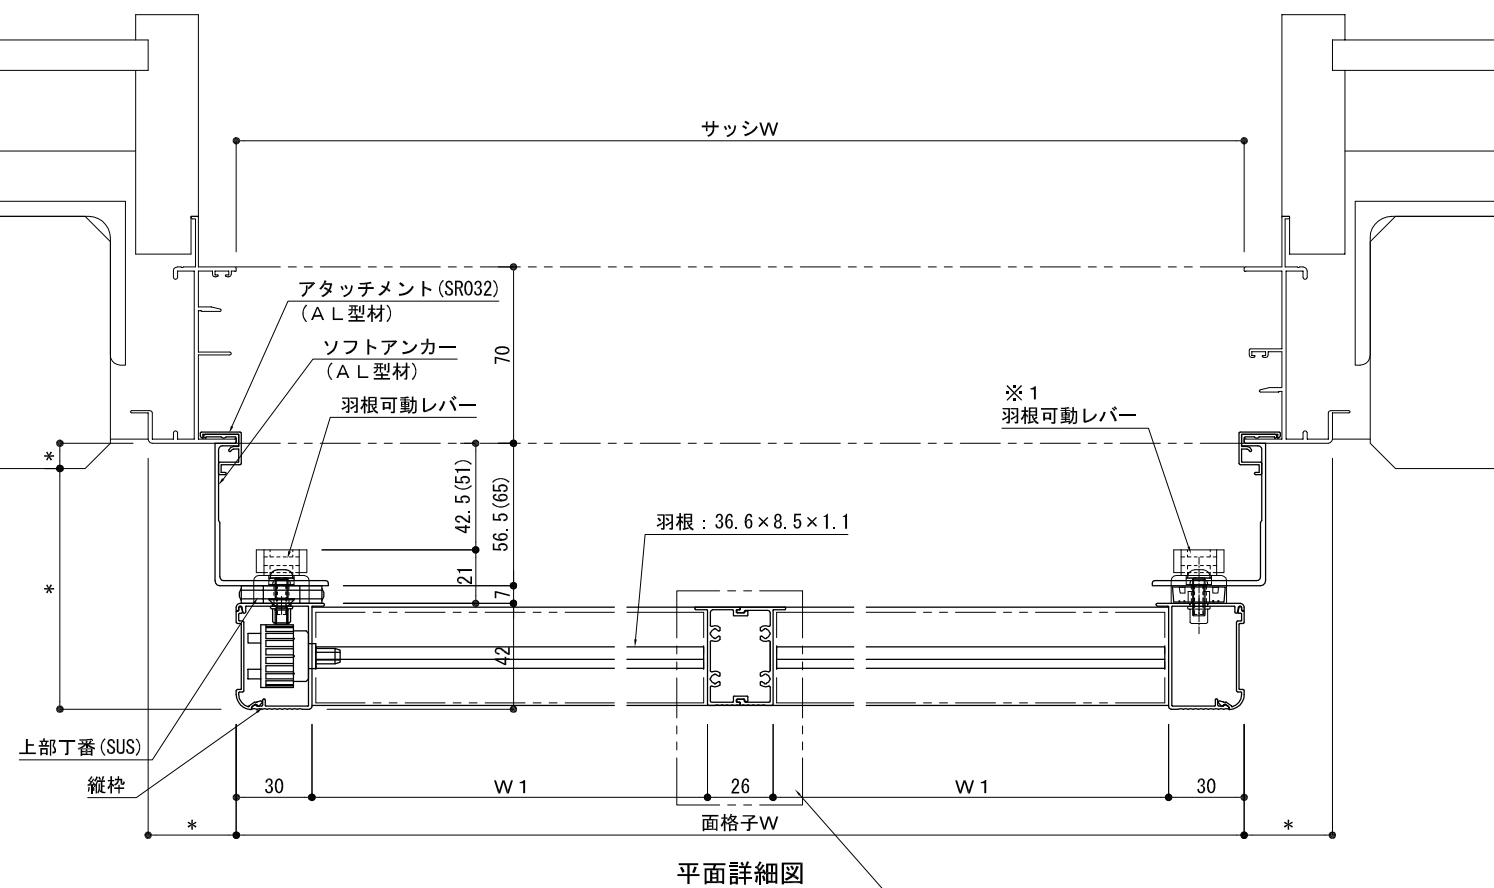 サッシW
アタッチメント(SR032)
(AL型材)
ソフトアンカー
(AL型材)
羽根可動レバー
70
※1
羽根可動レバー
*
42.5(51)
56.5(65)
羽根：36.6×8.5×1.1
*
21
7
42
上部丁番(SUS)
縦枠
30
W1
26
W1
30
*
面格子W
*
平面詳細図